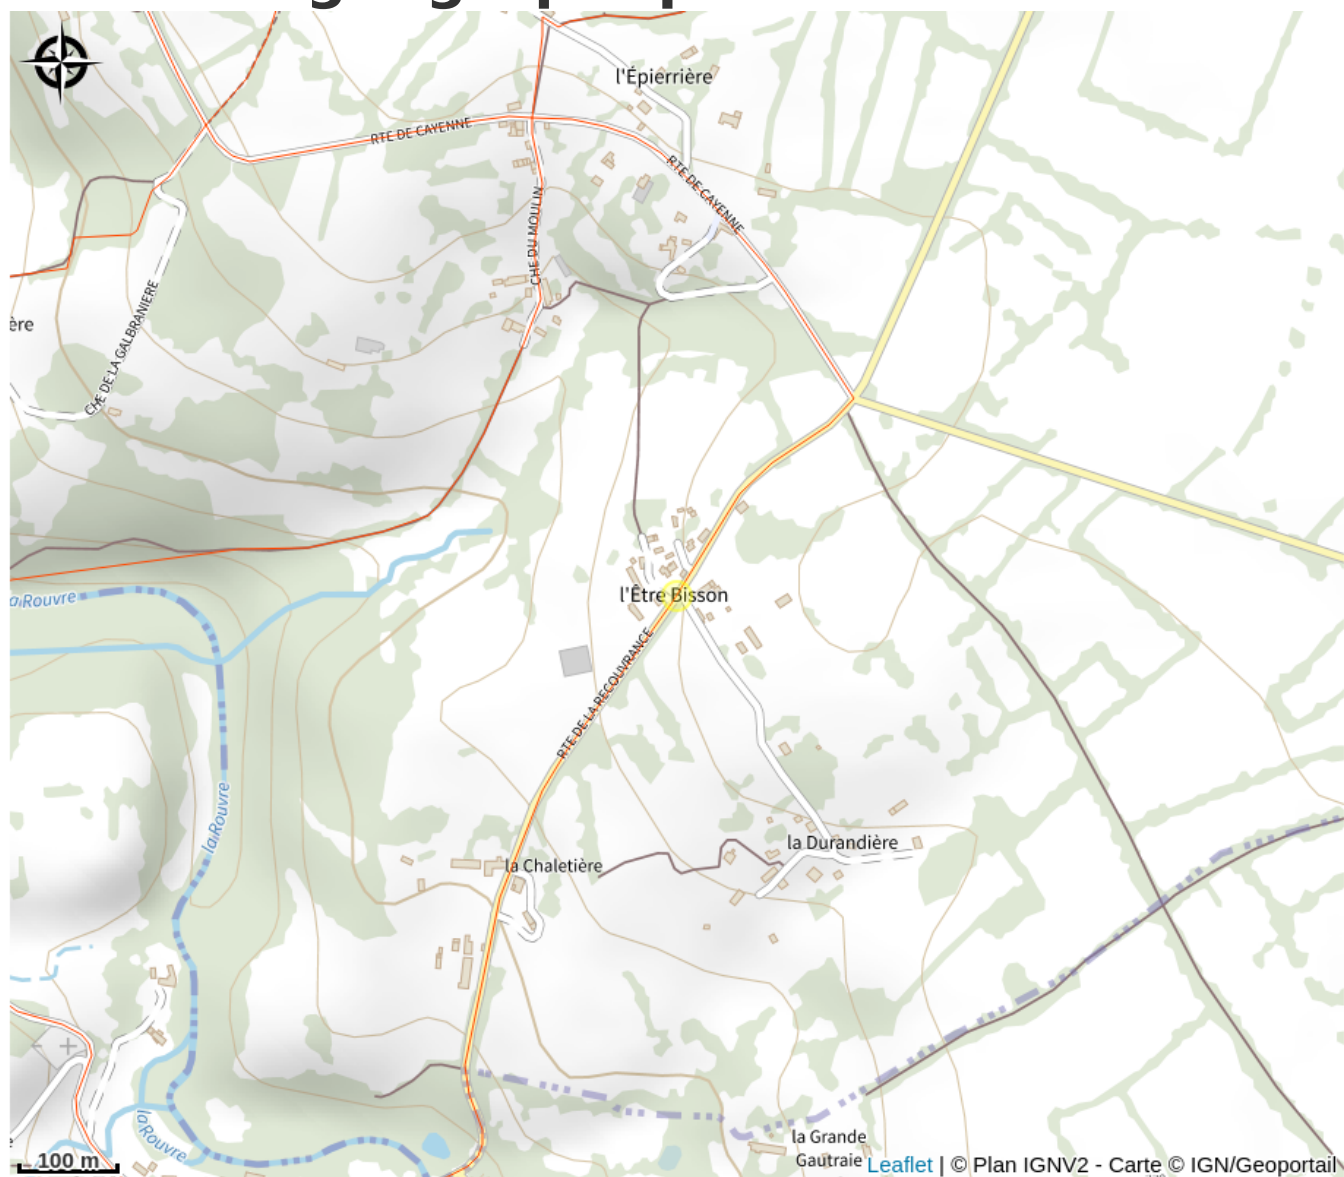 l'Épierrière
RTE DE CAYENNE
RTE DE CAYENNE
CHE DU MOULIN
CHE DE LA GALBRANIERE
ère
la Rouvre
l'Être Bisson
RTE DE LA RECOUVRANCE
la Rouvre
la Durandière
la Chaletière
la Rouvre
la Grande
Gautraie
100 m
Leaflet | © Plan IGNV2 - Carte © IGN/Geoportail